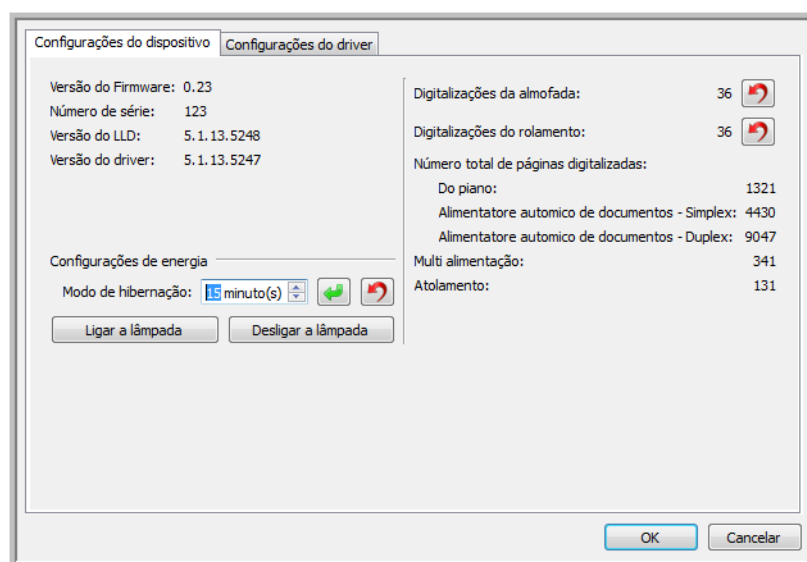 Configurações do dispositivo
Configurações do driver
Versão do Firmware: 0.23
Número de série: 123
Versão do LLD: 5.1.13.5248
Versão do driver: 5.1.13.5247
Configurações de energia
Modo de hibernação: 15 minuto(s)
Ligar a lâmpada
Desligar a lâmpada
Digitalizações da almofada: 36
Digitalizações do rolamento: 36
Número total de páginas digitalizadas:
Do piano: 1321
Alimentatore automico de documentos - Simplex: 4430
Alimentatore automico de documentos - Duplex: 9047
Multi alimentação: 341
Atolamento: 131
OK
Cancelar